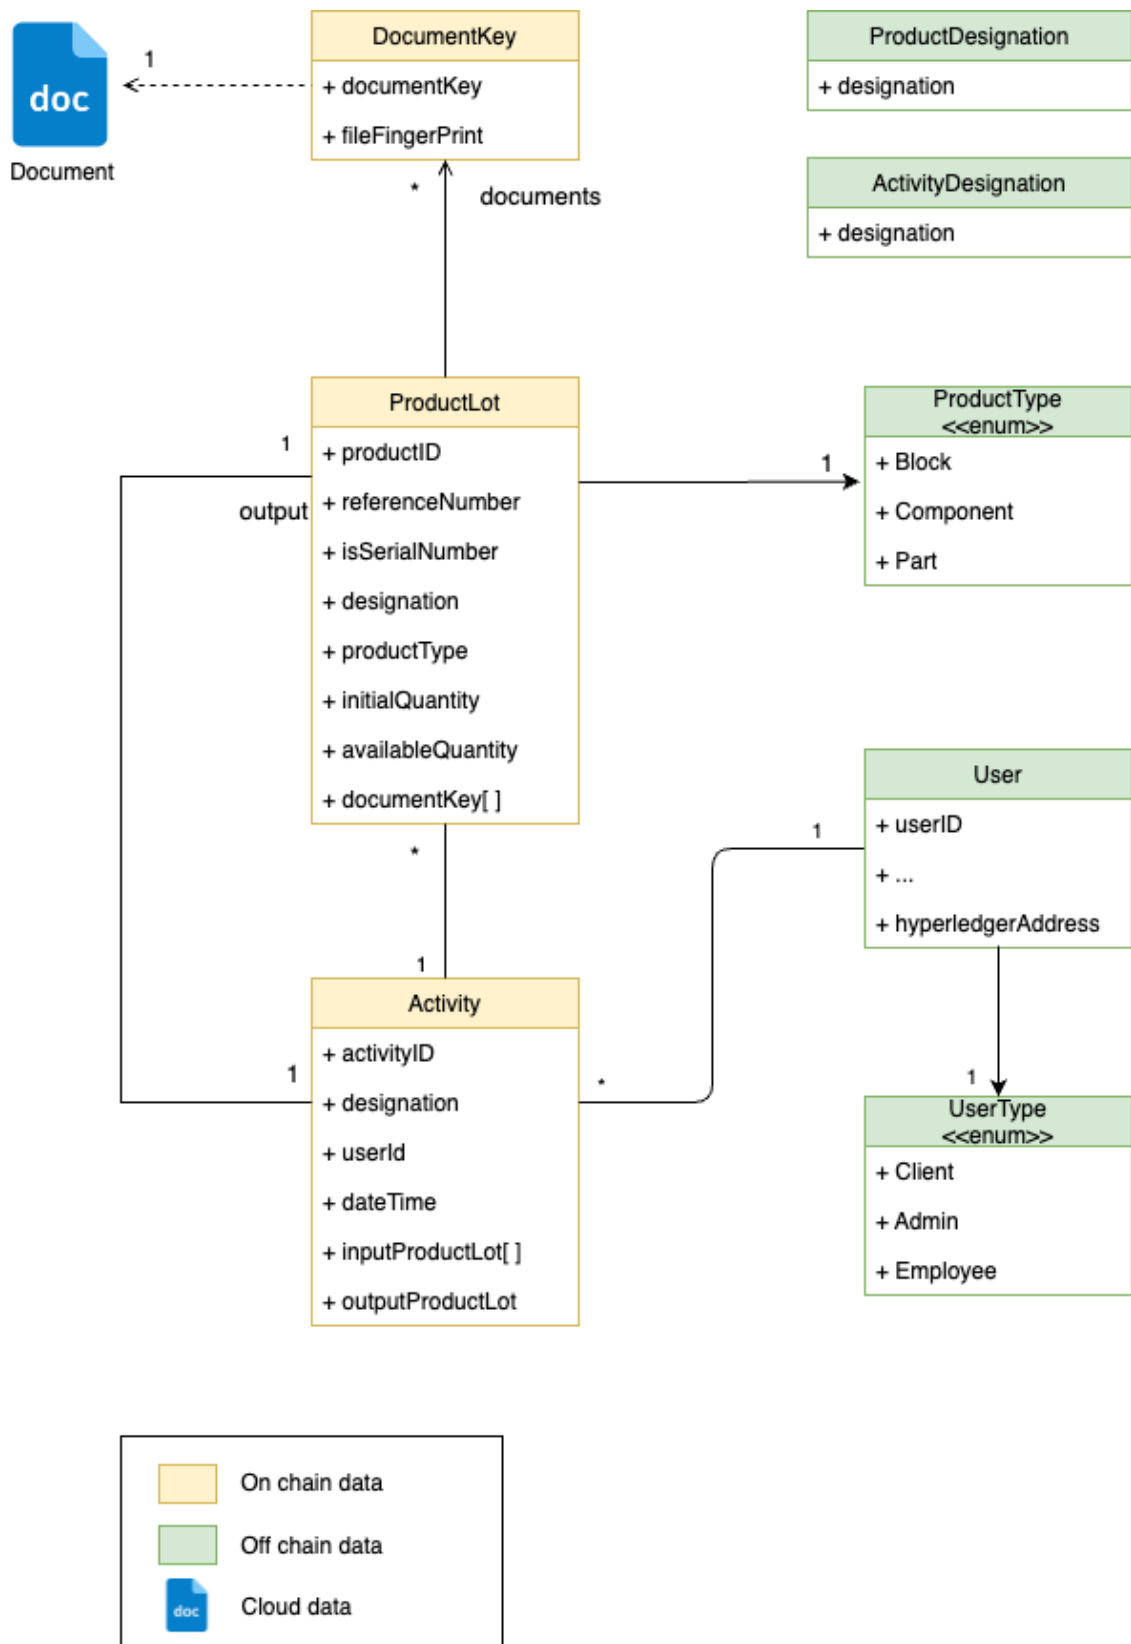 doc
Document
1
DocumentKey
+ documentKey
+ fileFingerPrint
*
documents
ProductDesignation
+ designation
ActivityDesignation
+ designation
ProductLot
+ productID
+ referenceNumber
+ isSerialNumber
+ designation
+ productType
+ initialQuantity
+ availableQuantity
+ documentKey[ ]
1
output
1
ProductType
<<enum>>
+ Block
+ Component
+ Part
*
1
Activity
+ activityID
+ designation
+ userId
+ dateTime
+ inputProductLot[ ]
+ outputProductLot
1
*
1
User
+ userID
+ ...
+ hyperledgerAddress
1
UserType
<<enum>>
+ Client
+ Admin
+ Employee
On chain data
Off chain data
doc
Cloud data